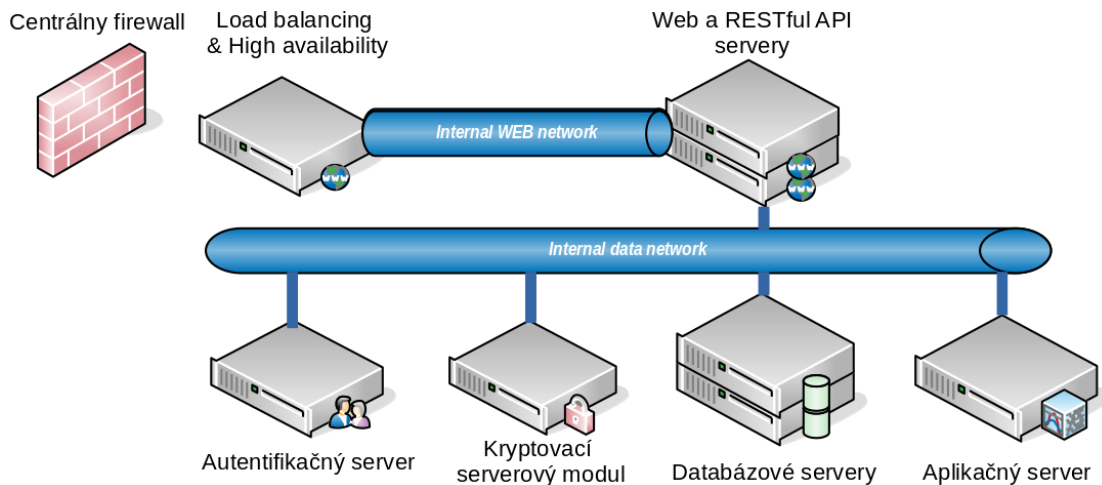 Centrálny firewall
Load balancing
& High availability
Web a RESTful API
servery
Internal WEB network
Internal data network
Autentifikačný server
Kryptovací
serverový modul
Databázové servery
Aplikačný server